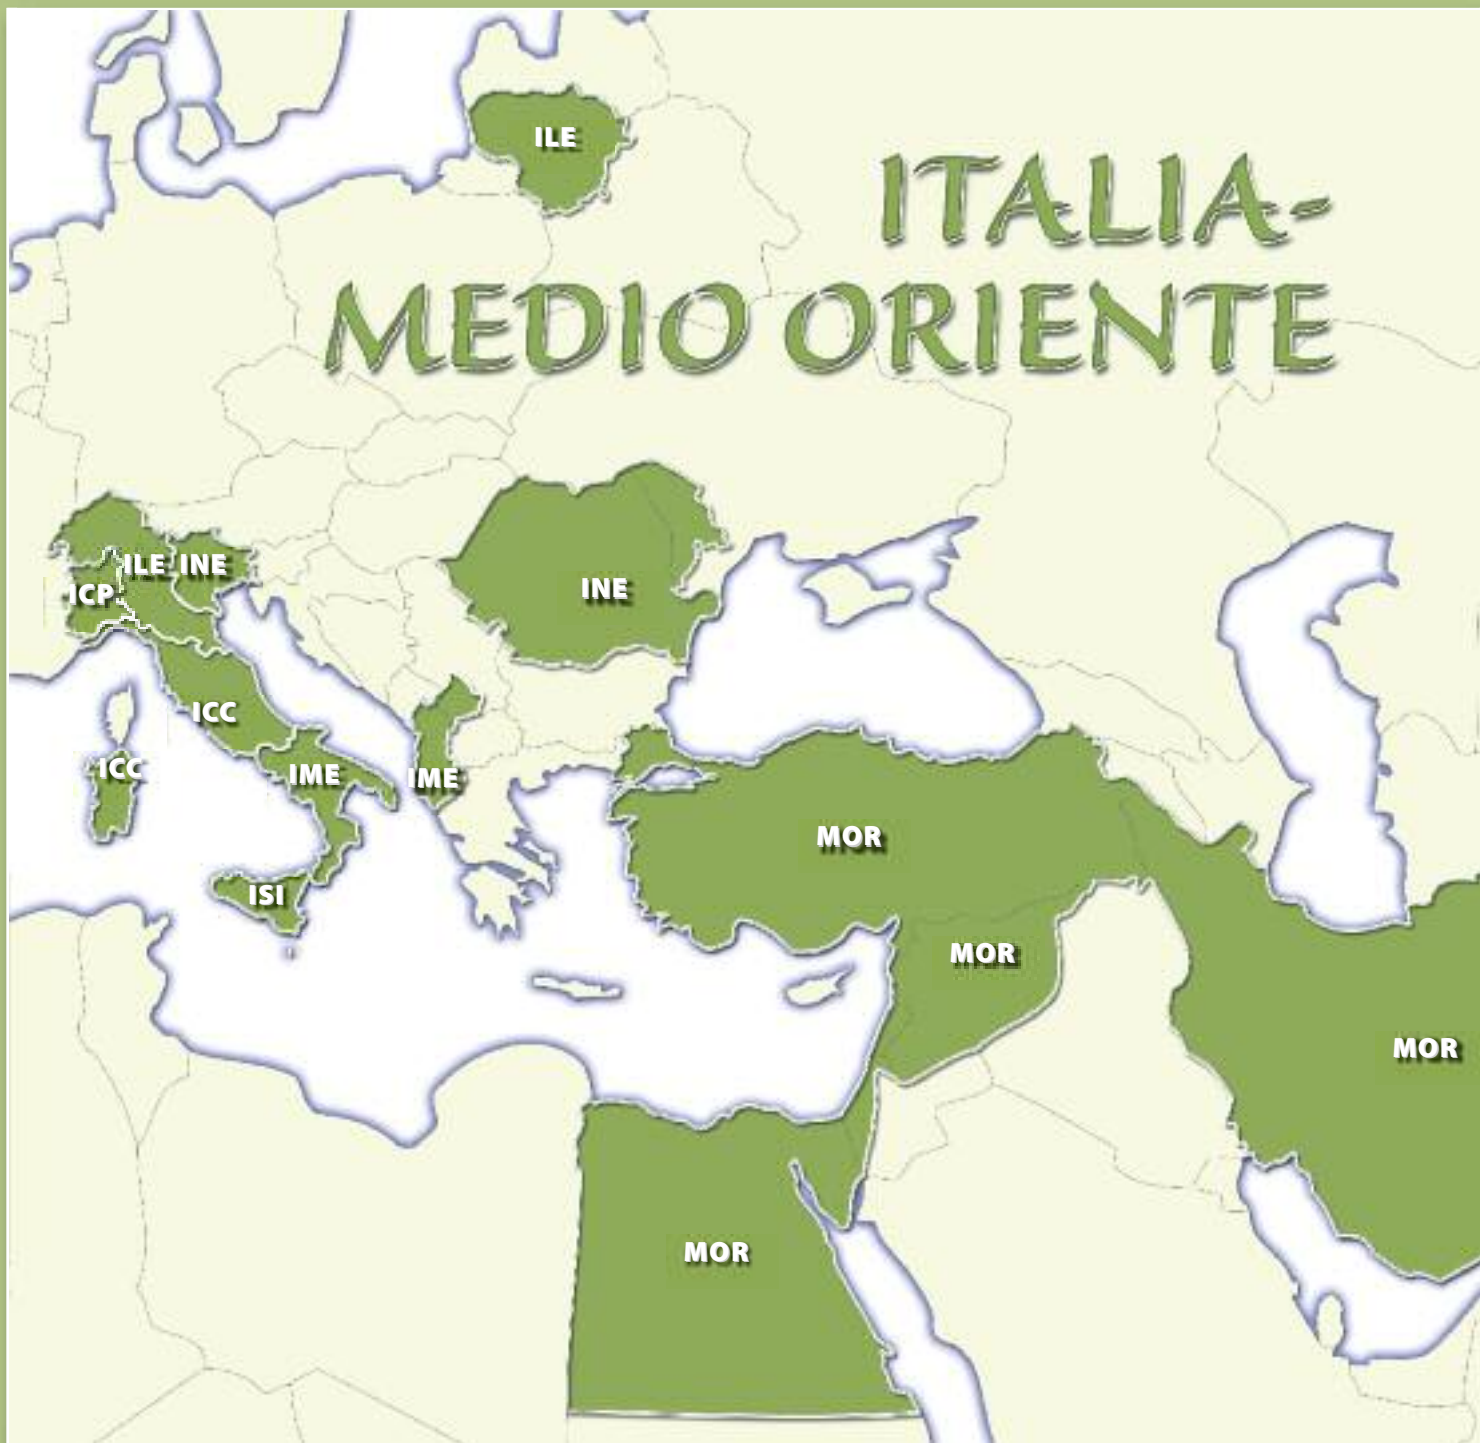 ILE
ITALIA-
MEDIO ORIENTE
ILE
INE
ICP
INE
ICC
ICC
IME
IME
MOR
ISI
MOR
MOR
MOR